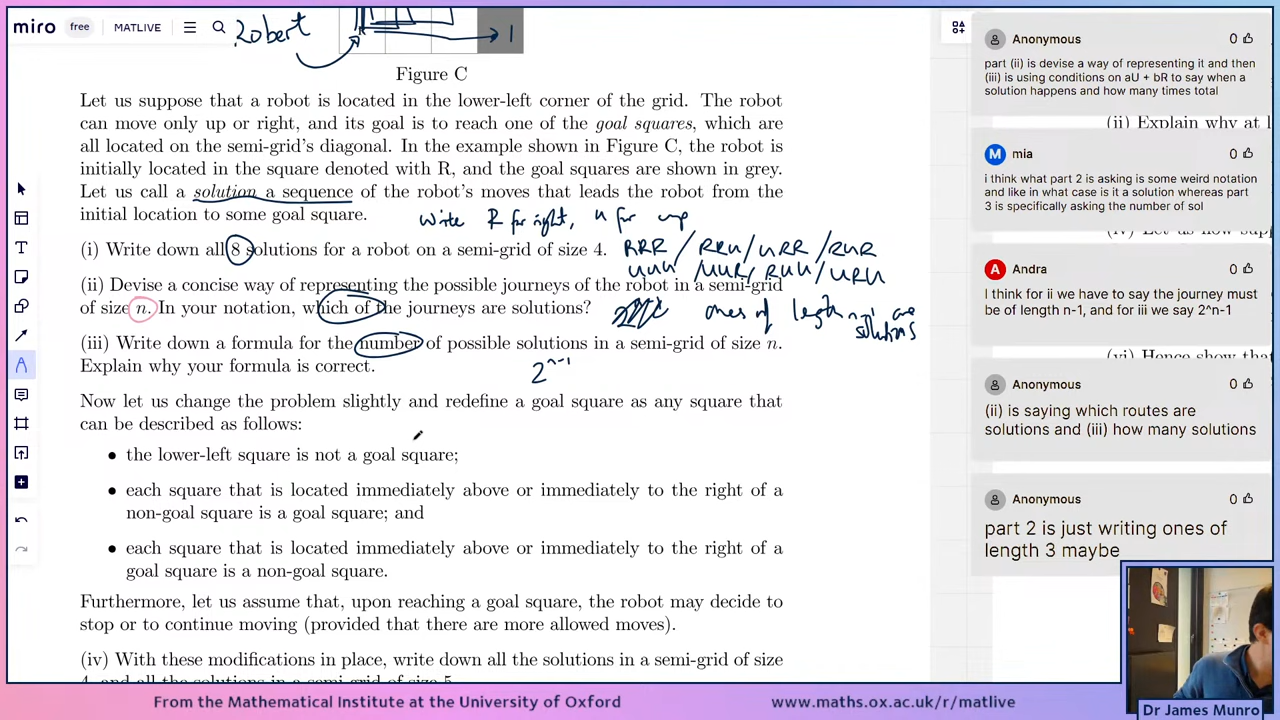 miro
free
MATLIVE
Robert
1
Figure C
Let us suppose that a robot is located in the lower-left corner of the grid. The robot
can move only up or right, and its goal is to reach one of the goal squares, which are
all located on the semi-grid's diagonal. In the example shown in Figure C, the robot is
initially located in the square denoted with R, and the goal squares are shown in grey.
Let us call a solution a sequence of the robot's moves that leads the robot from the
initial location to some goal square.
write R for right, U for up
(i) Write down all 8 solutions for a robot on a semi-grid of size 4.
RRR / RRU / URR / RUR
UUU / UUR / RUU / URU
(ii) Devise a concise way of representing the possible journeys of the robot in a semi-grid
of size n. In your notation, which of the journeys are solutions?
ones of length n-1 are
solutions
(iii) Write down a formula for the number of possible solutions in a semi-grid of size n.
Explain why your formula is correct.
2^n-1
Now let us change the problem slightly and redefine a goal square as any square that
can be described as follows:
• the lower-left square is not a goal square;
• each square that is located immediately above or immediately to the right of a
non-goal square is a goal square; and
• each square that is located immediately above or immediately to the right of a
goal square is a non-goal square.
Furthermore, let us assume that, upon reaching a goal square, the robot may decide to
stop or to continue moving (provided that there are more allowed moves).
(iv) With these modifications in place, write down all the solutions in a semi-grid of size
4, and all the solutions in a semi-grid of size 5.
Anonymous
0
part (ii) is devise a way of representing it and then
(iii) is using conditions on aU + bR to say when a
solution happens and how many times total
(ii) Explain why at l
M
mia
0
i think what part 2 is asking is some weird notation
and like in what case is it a solution whereas part
3 is specifically asking the number of sol
(iv) Let us now supp
A
Andra
0
I think for ii we have to say the journey must
be of length n-1, and for iii we say 2^n-1
(vi) Hence show tha
Anonymous
0
(ii) is saying which routes are
solutions and (iii) how many solutions
Anonymous
0
part 2 is just writing ones of
length 3 maybe
From the Mathematical Institute at the University of Oxford
www.maths.ox.ac.uk/r/matlive
Dr James Munro